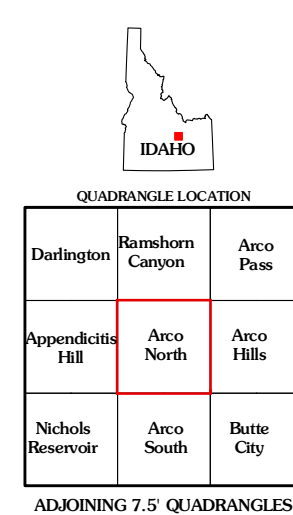 IDAHO
QUADRANGLE LOCATION
Darlington
Ramshorn
Canyon
Arco
Pass
Appendicitis
Hill
Arco
North
Arco
Hills
Nichols
Reservoir
Arco
South
Butte
City
ADJOINING 7.5' QUADRANGLES